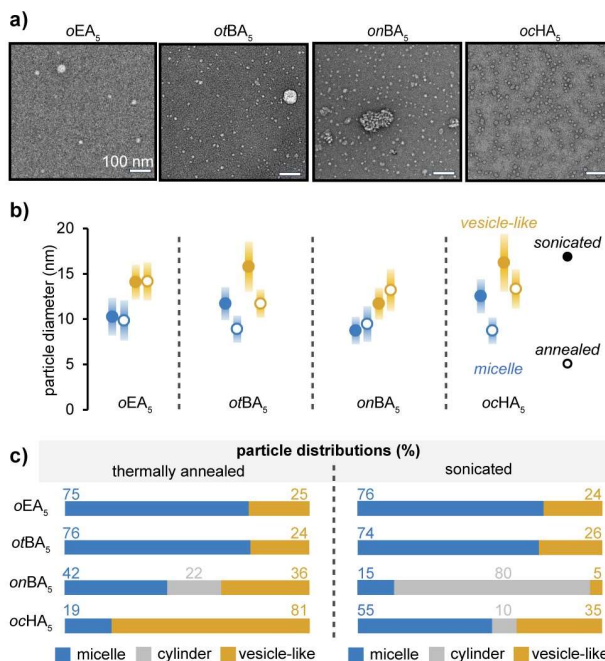 a)
oEA5 otBA5 onBA5 ocHA5
100 nm
b)
particle diameter (nm)
20
15
10
5
0
vesicle-like
sonicated
annealed
micelle
oEA5 otBA5 onBA5 ocHA5
c)
particle distributions (%)
thermally annealed sonicated
75 25 76 24
oEA5
76 24 74 26
otBA5
42 22 36 15 80 5
onBA5
19 81 55 10 35
ocHA5
micelle cylinder vesicle-like micelle cylinder vesicle-like